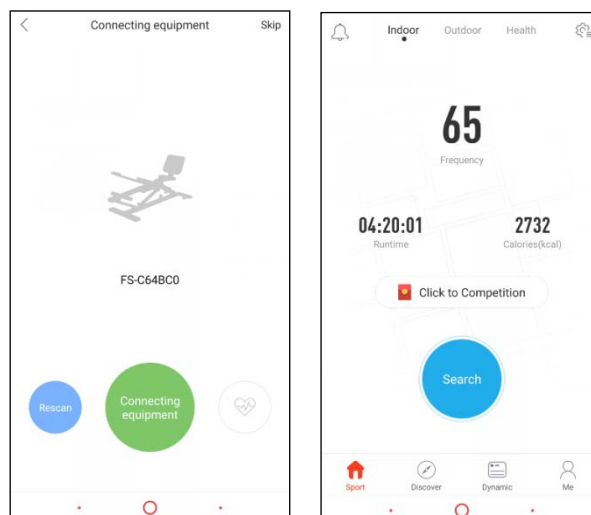 Connecting equipment Skip
FS-C64BC0
Rescan
Connecting
equipment
Indoor Outdoor Health
65
Frequency
04:20:01 2732
Runtime Calories(kcal)
Click to Competition
Search
Sport Discover Dynamic Me